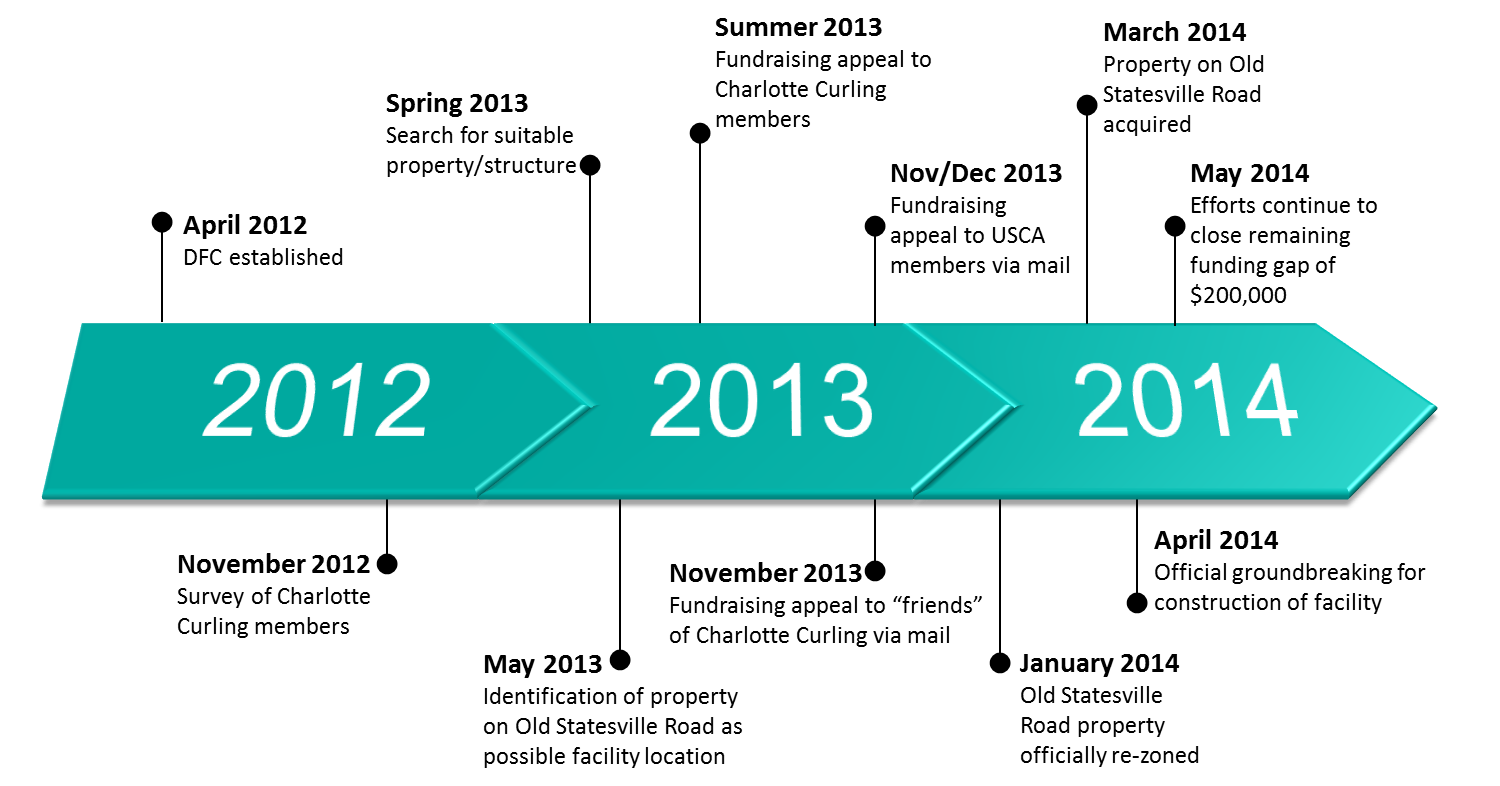 Summer 2013
Fundraising appeal to
Charlotte Curling
members
March 2014
Property on Old
Statesville Road
acquired
Spring 2013
Search for suitable
property/structure
Nov/Dec 2013
Fundraising
appeal to USCA
members via mail
May 2014
Efforts continue to
close remaining
funding gap of
$200,000
April 2012
DFC established
2012
2013
2014
November 2012
Survey of Charlotte
Curling members
May 2013
Identification of property
on Old Statesville Road as
possible facility location
November 2013
Fundraising appeal to “friends”
of Charlotte Curling via mail
January 2014
Old Statesville
Road property
officially re-zoned
April 2014
Official groundbreaking for
construction of facility